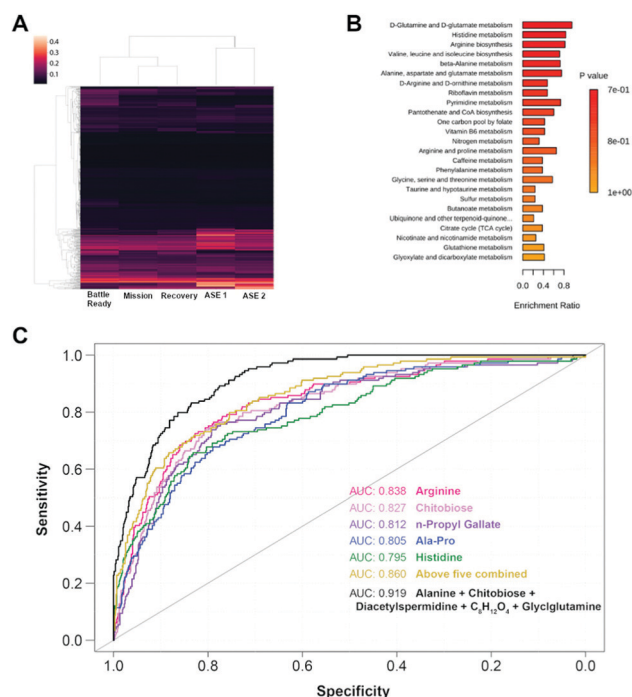 A
0.4
0.3
0.2
0.1
Battle Ready
Mission
Recovery
ASE 1
ASE 2
B
D-Glutamine and D-glutamate metabolism
Histidine metabolism
Arginine biosynthesis
Valine, leucine and isoleucine biosynthesis
beta-Alanine metabolism
Alanine, aspartate and glutamate metabolism
D-Arginine and D-ornithine metabolism
Riboflavin metabolism
Pyrimidine metabolism
Pantothenate and CoA biosynthesis
One carbon pool by folate
Vitamin B6 metabolism
Nitrogen metabolism
Arginine and proline metabolism
Caffeine metabolism
Phenylalanine metabolism
Glycine, serine and threonine metabolism
Taurine and hypotaurine metabolism
Sulfur metabolism
Butanoate metabolism
Ubiquinone and other terpenoid-quinone...
Citrate cycle (TCA cycle)
Nicotinate and nicotinamide metabolism
Glutathione metabolism
Glyoxylate and dicarboxylate metabolism
0.0 0.4 0.8
Enrichment Ratio
P value
7e-01
8e-01
1e+00
C
Sensitivity
1.0
0.8
0.6
0.4
0.2
0.0
AUC: 0.838 Arginine
AUC: 0.827 Chitobiose
AUC: 0.812 n-Propyl Gallate
AUC: 0.805 Ala-Pro
AUC: 0.795 Histidine
AUC: 0.860 Above five combined
AUC: 0.919 Alanine + Chitobiose +
Diacetylspermidine + C₈H₁₂O₄ + Glyclglutamine
1.0 0.8 0.6 0.4 0.2 0.0
Specificity